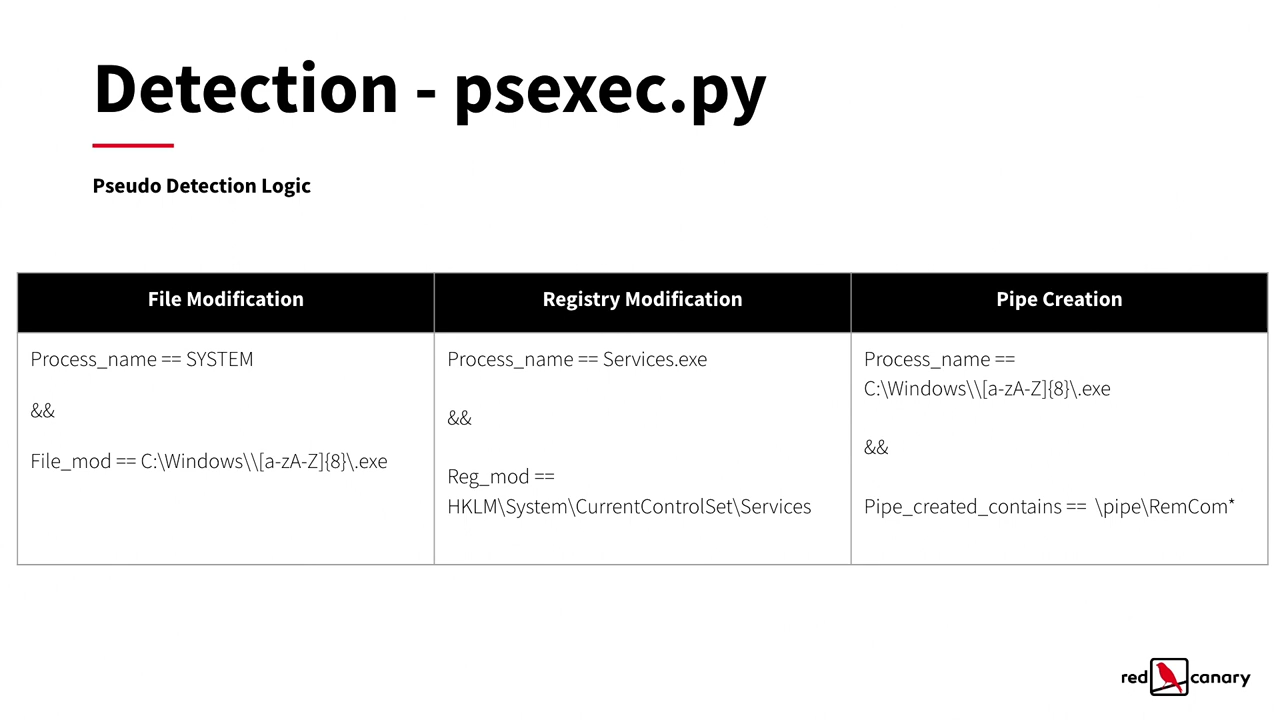 Detection - psexec.py
Pseudo Detection Logic
File Modification
Registry Modification
Pipe Creation
Process_name == SYSTEM
&&
File_mod == C:\Windows\\[a-zA-Z]{8}\.exe
Process_name == Services.exe
&&
Reg_mod ==
HKLM\System\CurrentControlSet\Services
Process_name ==
C:\Windows\\[a-zA-Z]{8}\.exe
&&
Pipe_created_contains == \pipe\RemCom*
red canary